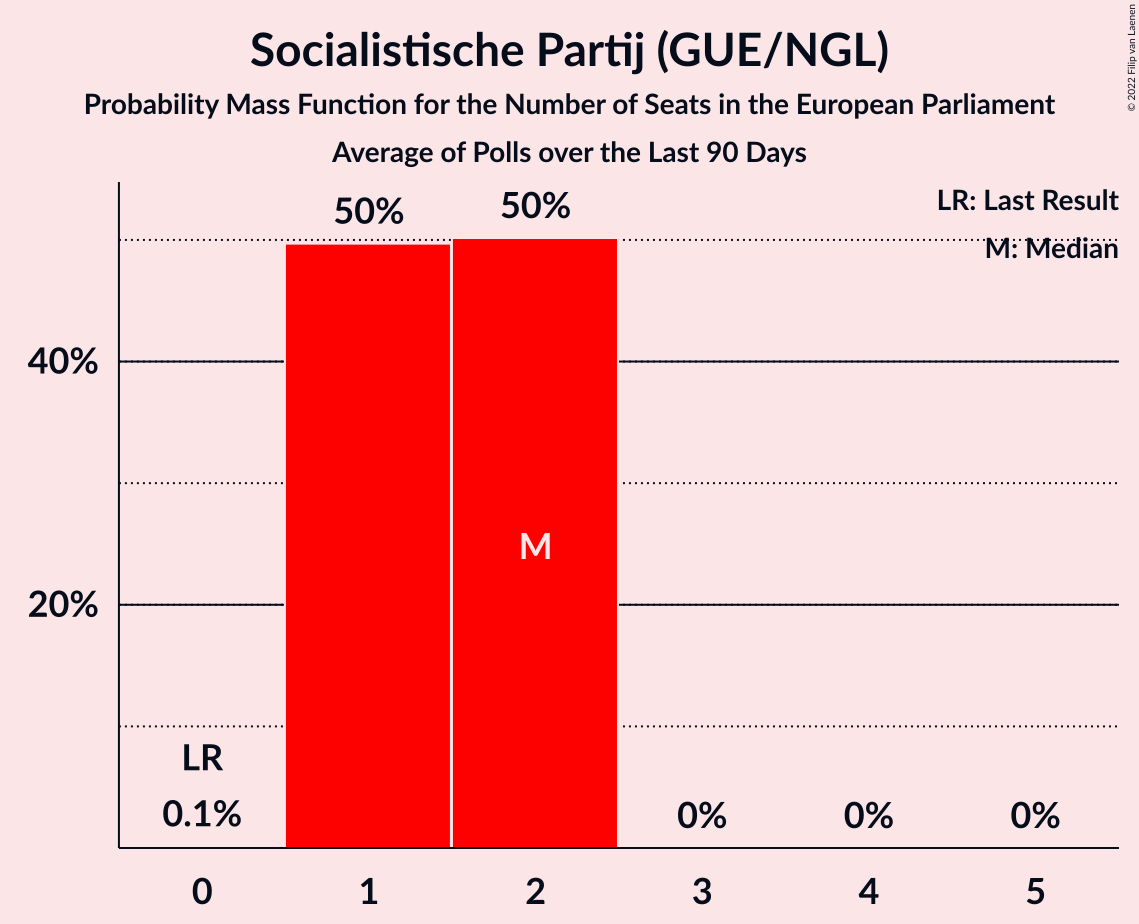 Socialistische Partij (GUE/NGL)
Probability Mass Function for the Number of Seats in the European Parliament
Average of Polls over the Last 90 Days
© 2022 Filip van Laenen
LR: Last Result
M: Median
50%
50%
40%
20%
M
LR
0.1%
0%
0%
0%
0
1
2
3
4
5